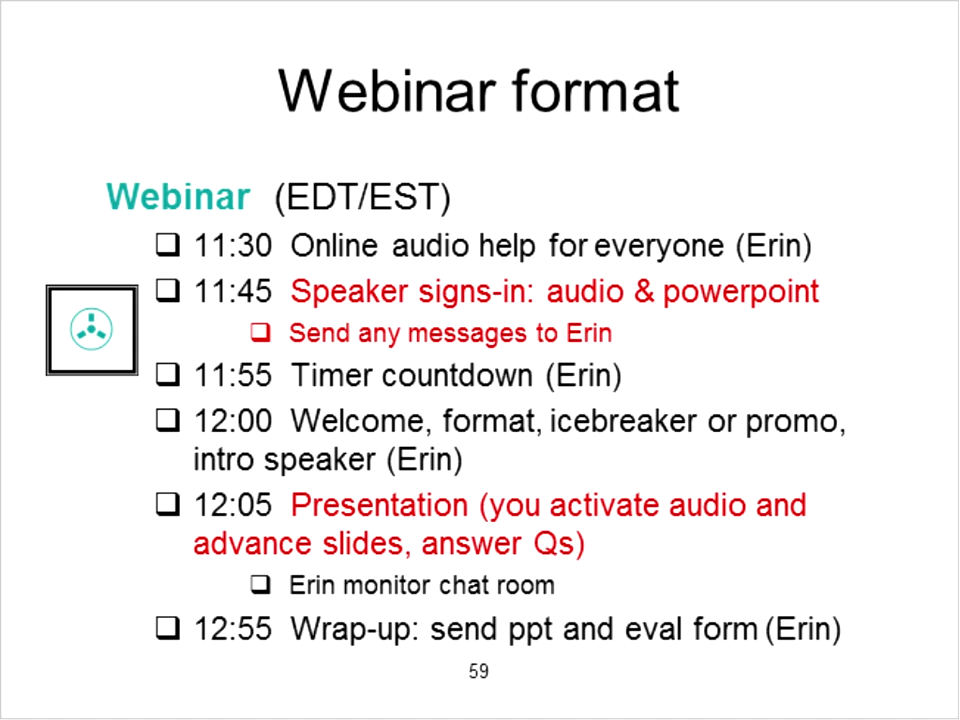 Webinar format
Webinar (EDT/EST)
❑ 11:30 Online audio help for everyone (Erin)
❑ 11:45 Speaker signs-in: audio & powerpoint
❑ Send any messages to Erin
❑ 11:55 Timer countdown (Erin)
❑ 12:00 Welcome, format, icebreaker or promo,
intro speaker (Erin)
❑ 12:05 Presentation (you activate audio and
advance slides, answer Qs)
❑ Erin monitor chat room
❑ 12:55 Wrap-up: send ppt and eval form (Erin)
59